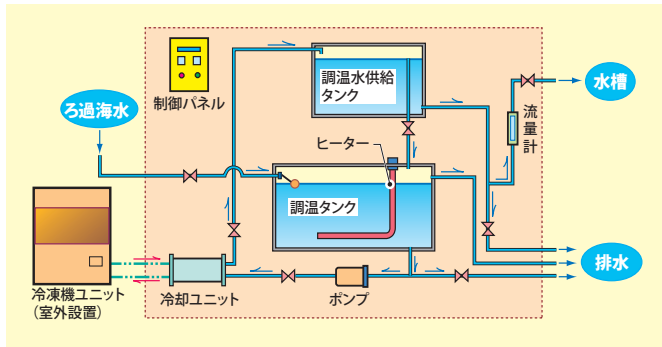 制御パネル
調温水供給
タンク
水槽
ろ過海水
流量計
ヒーター
調温タンク
排水
冷凍機ユニット
(室外設置)
冷却ユニット
ポンプ